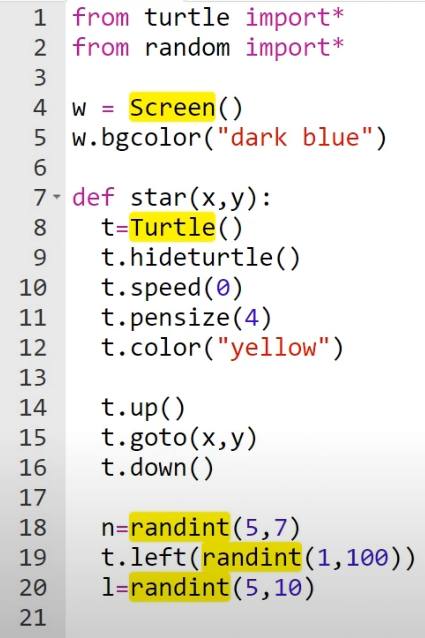 1 from turtle import*
2 from random import*
3
4 w = Screen()
5 w.bgcolor("dark blue")
6
7 def star(x,y):
8   t=Turtle()
9   t.hideturtle()
10   t.speed(0)
11   t.pensize(4)
12   t.color("yellow")
13
14   t.up()
15   t.goto(x,y)
16   t.down()
17
18   n=randint(5,7)
19   t.left(randint(1,100))
20   l=randint(5,10)
21